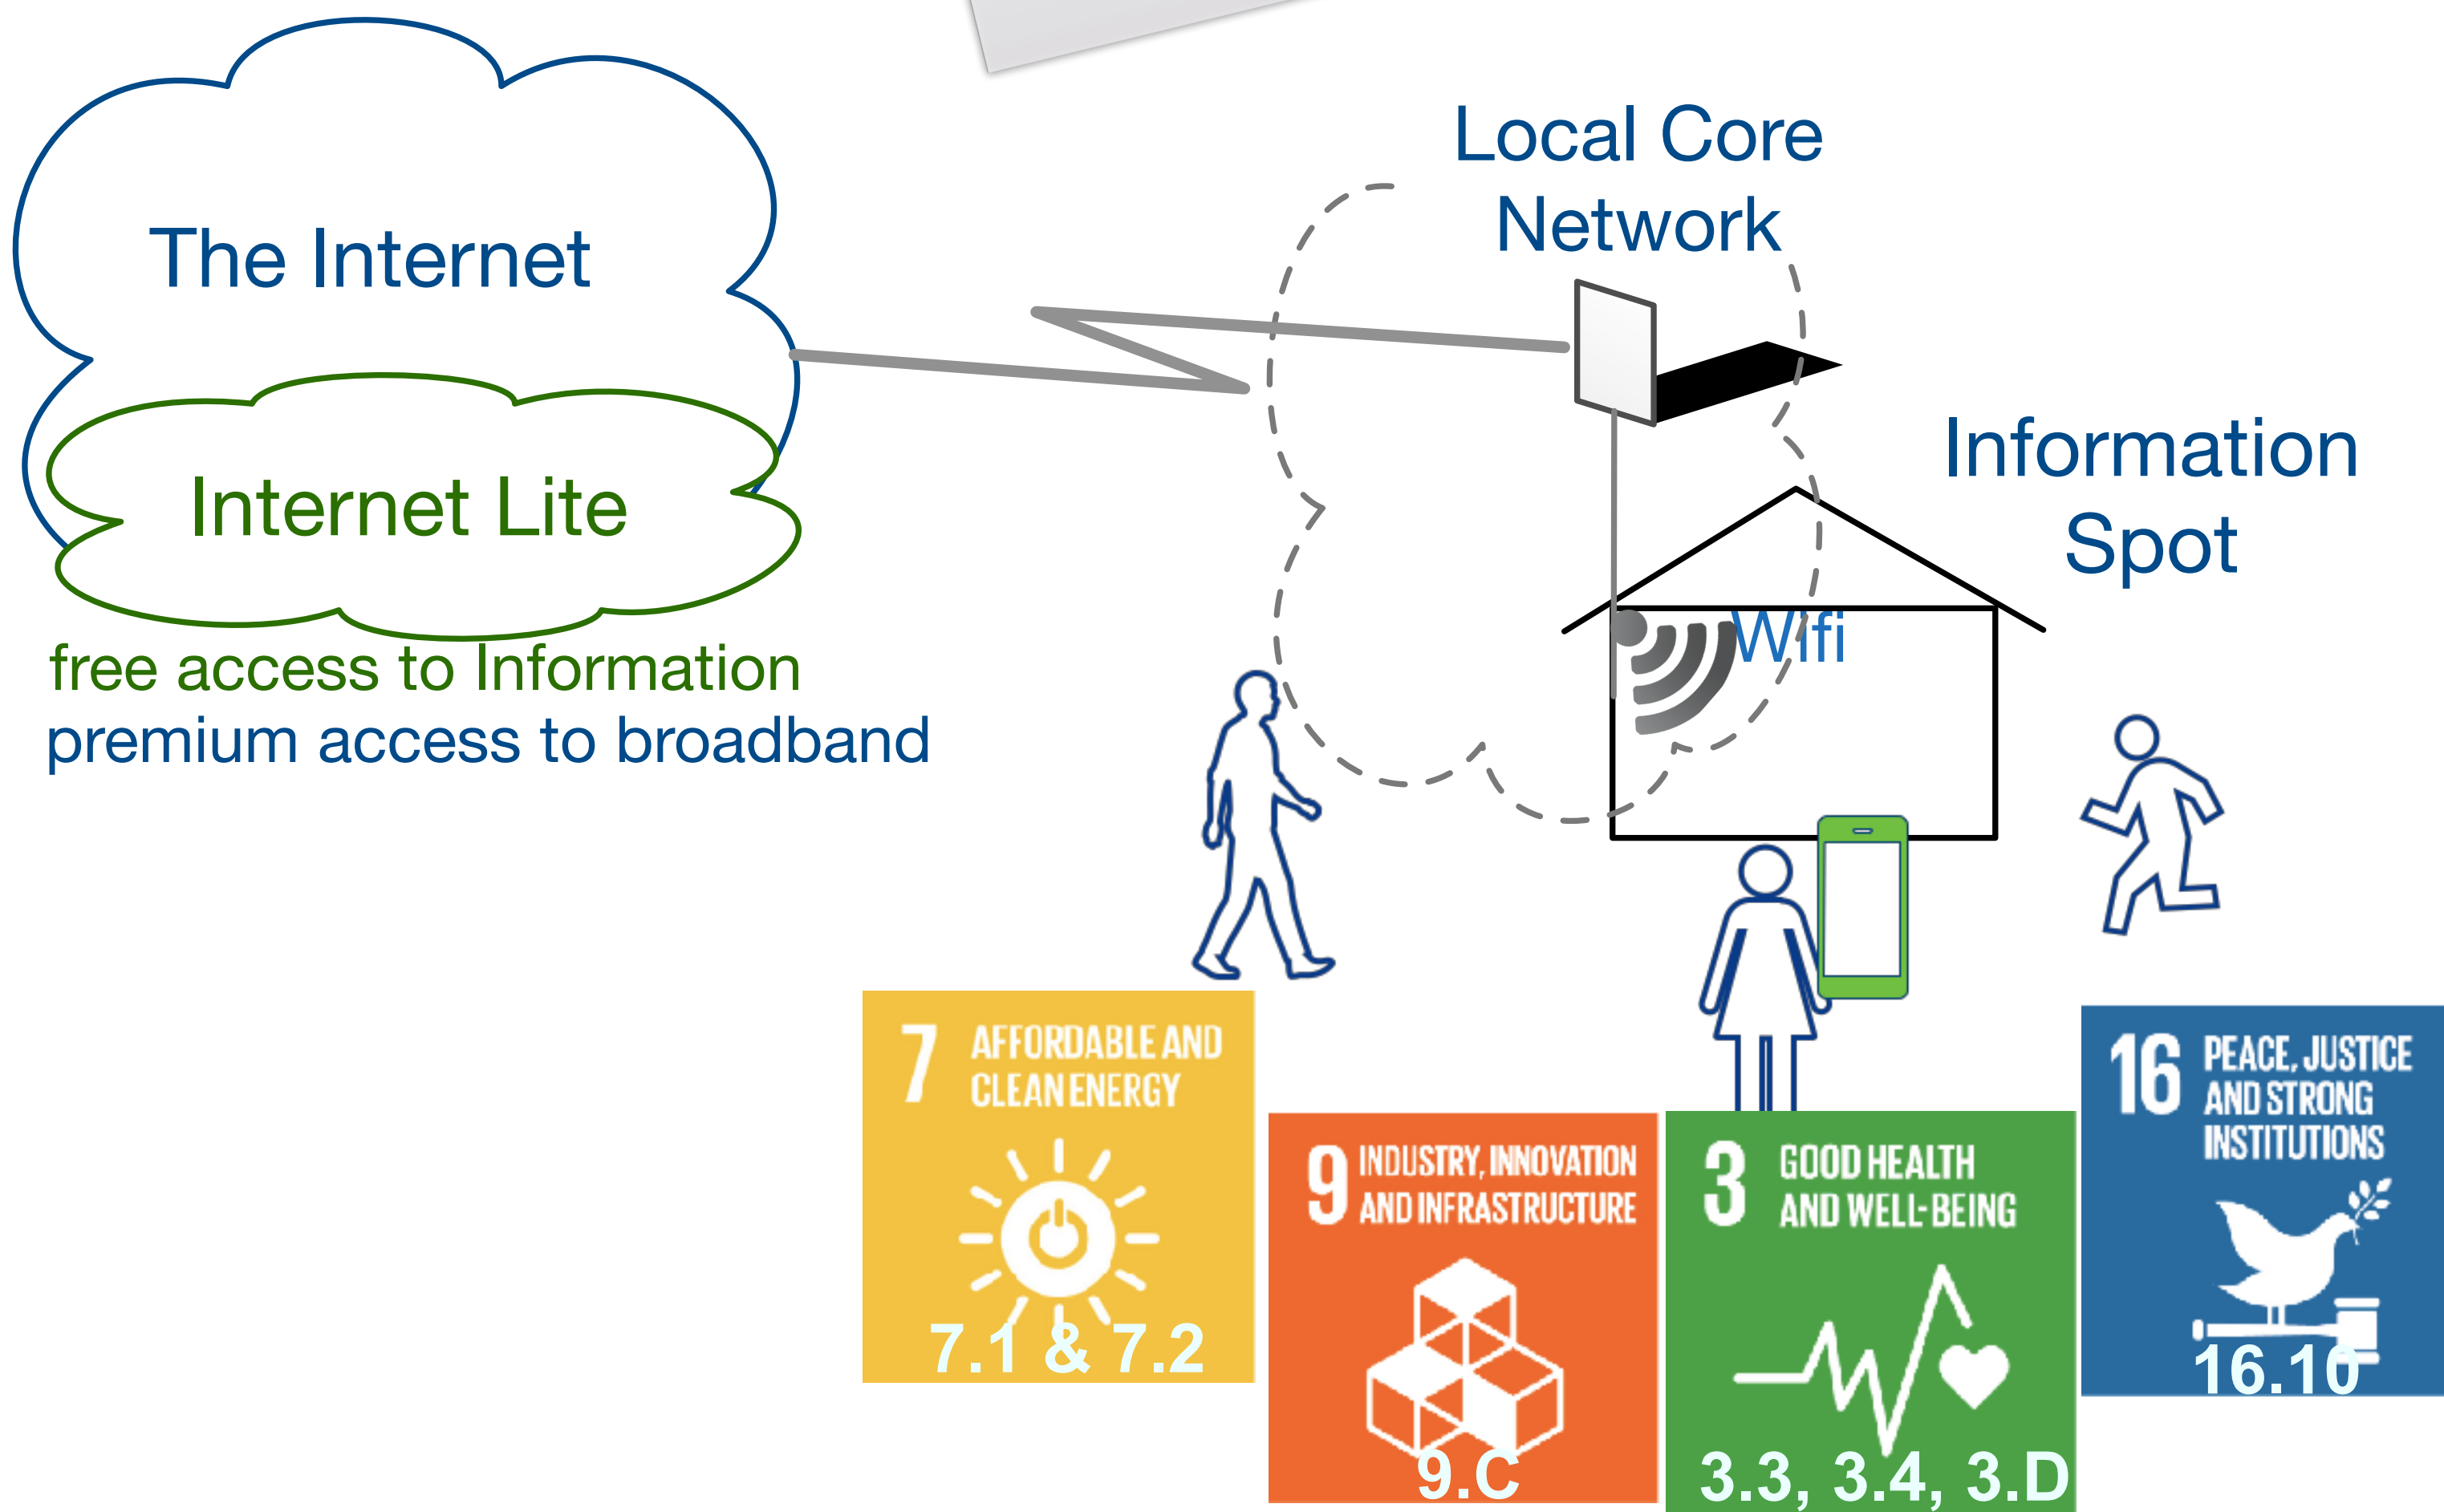 The Internet
Internet Lite
free access to Information
premium access to broadband
Local Core
Network
Information
Spot
Wifi
7 AFFORDABLE AND
CLEAN ENERGY
7.1 & 7.2
9 INDUSTRY, INNOVATION
AND INFRASTRUCTURE
9.C
3 GOOD HEALTH
AND WELL-BEING
3.3, 3.4, 3.D
16 PEACE, JUSTICE
AND STRONG
INSTITUTIONS
16.10